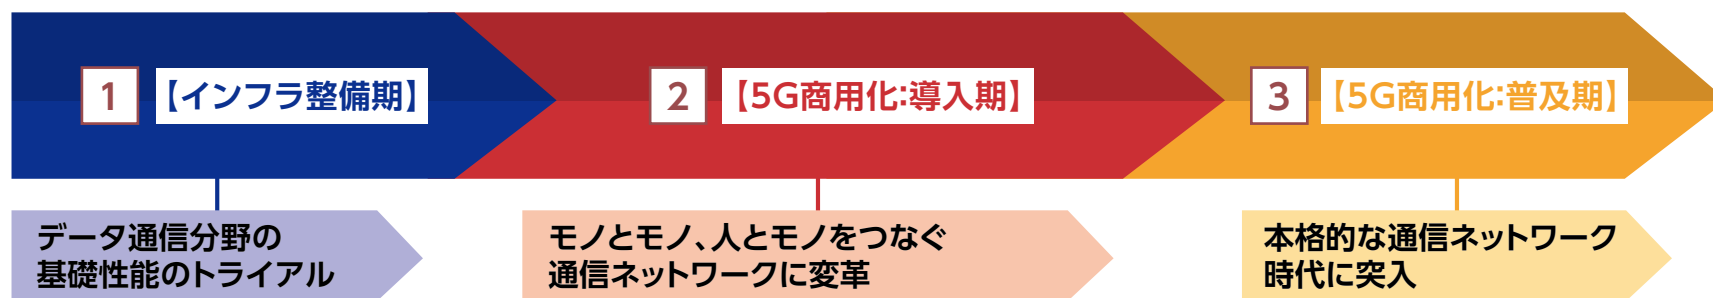 1 【インフラ整備期】
2 【5G商用化:導入期】
3 【5G商用化:普及期】
データ通信分野の
基礎性能のトライアル
モノとモノ、人とモノをつなぐ
通信ネットワークに変革
本格的な通信ネットワーク
時代に突入